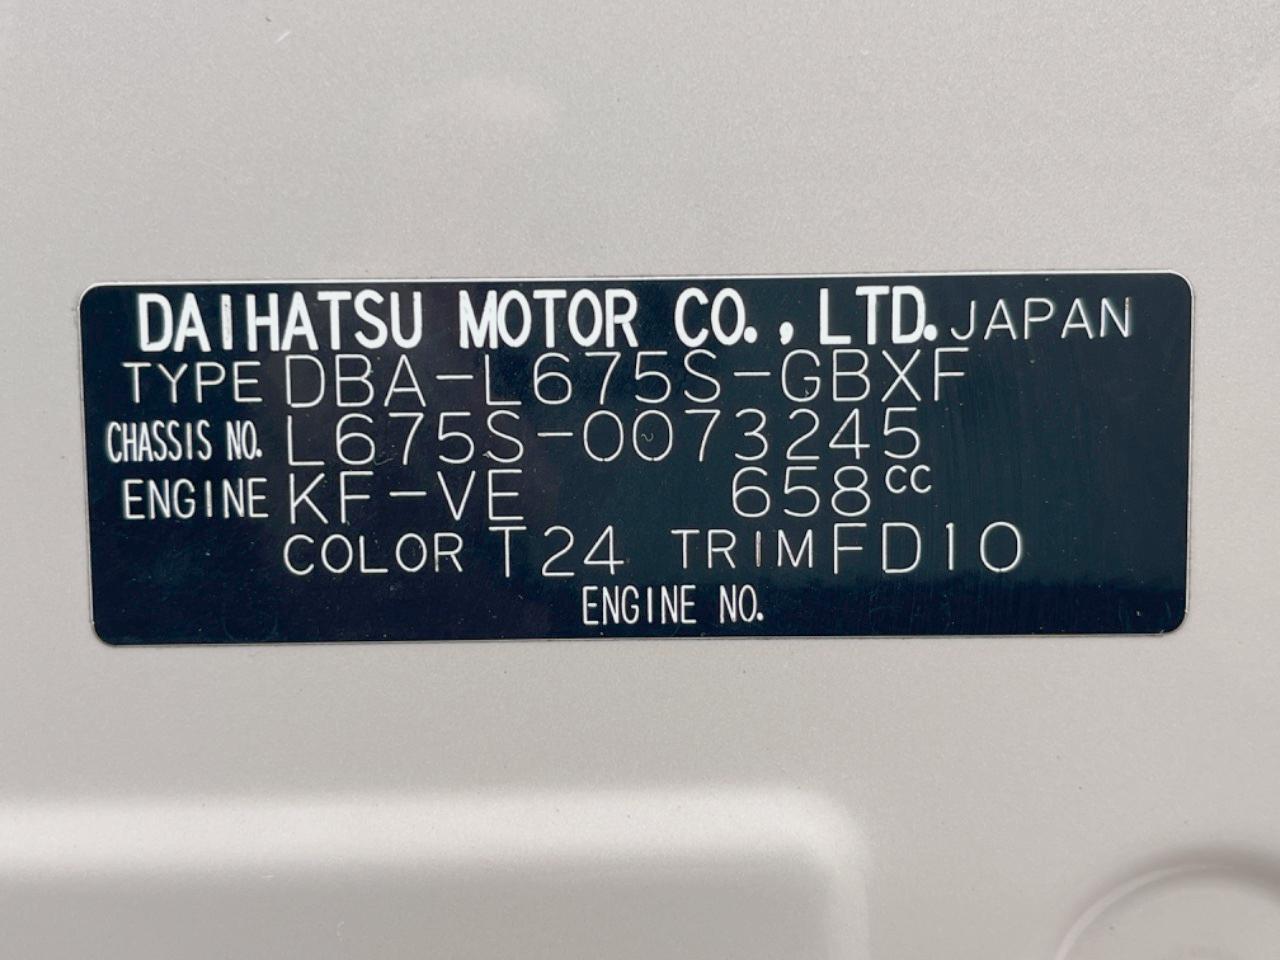 DAIHATSU MOTOR CO., LTD. JAPAN
TYPE DBA-L675S-GBXF
CHASSIS NO. L675S-0073245
ENGINE KF-VE 658CC
COLOR T24 TRIM FD10
ENGINE NO.